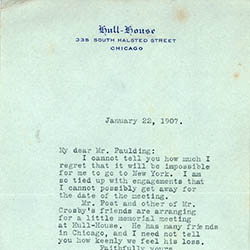 Hull-House
335 SOUTH HALSTED STREET
CHICAGO
January 22, 1907.
My dear Mr. Paulding:
I cannot tell you how much I
regret that it will be impossible
for me to go to New York. I am
so tied up with engagements that
I cannot possibly get away for
the date of the meeting.
Mr. Post and other of Mr.
Crosby's friends are arranging
for a little memorial meeting
at Hull-House. He has many friends
in Chicago, and I need not tell
you how keenly we feel his loss.
Faithfully yours